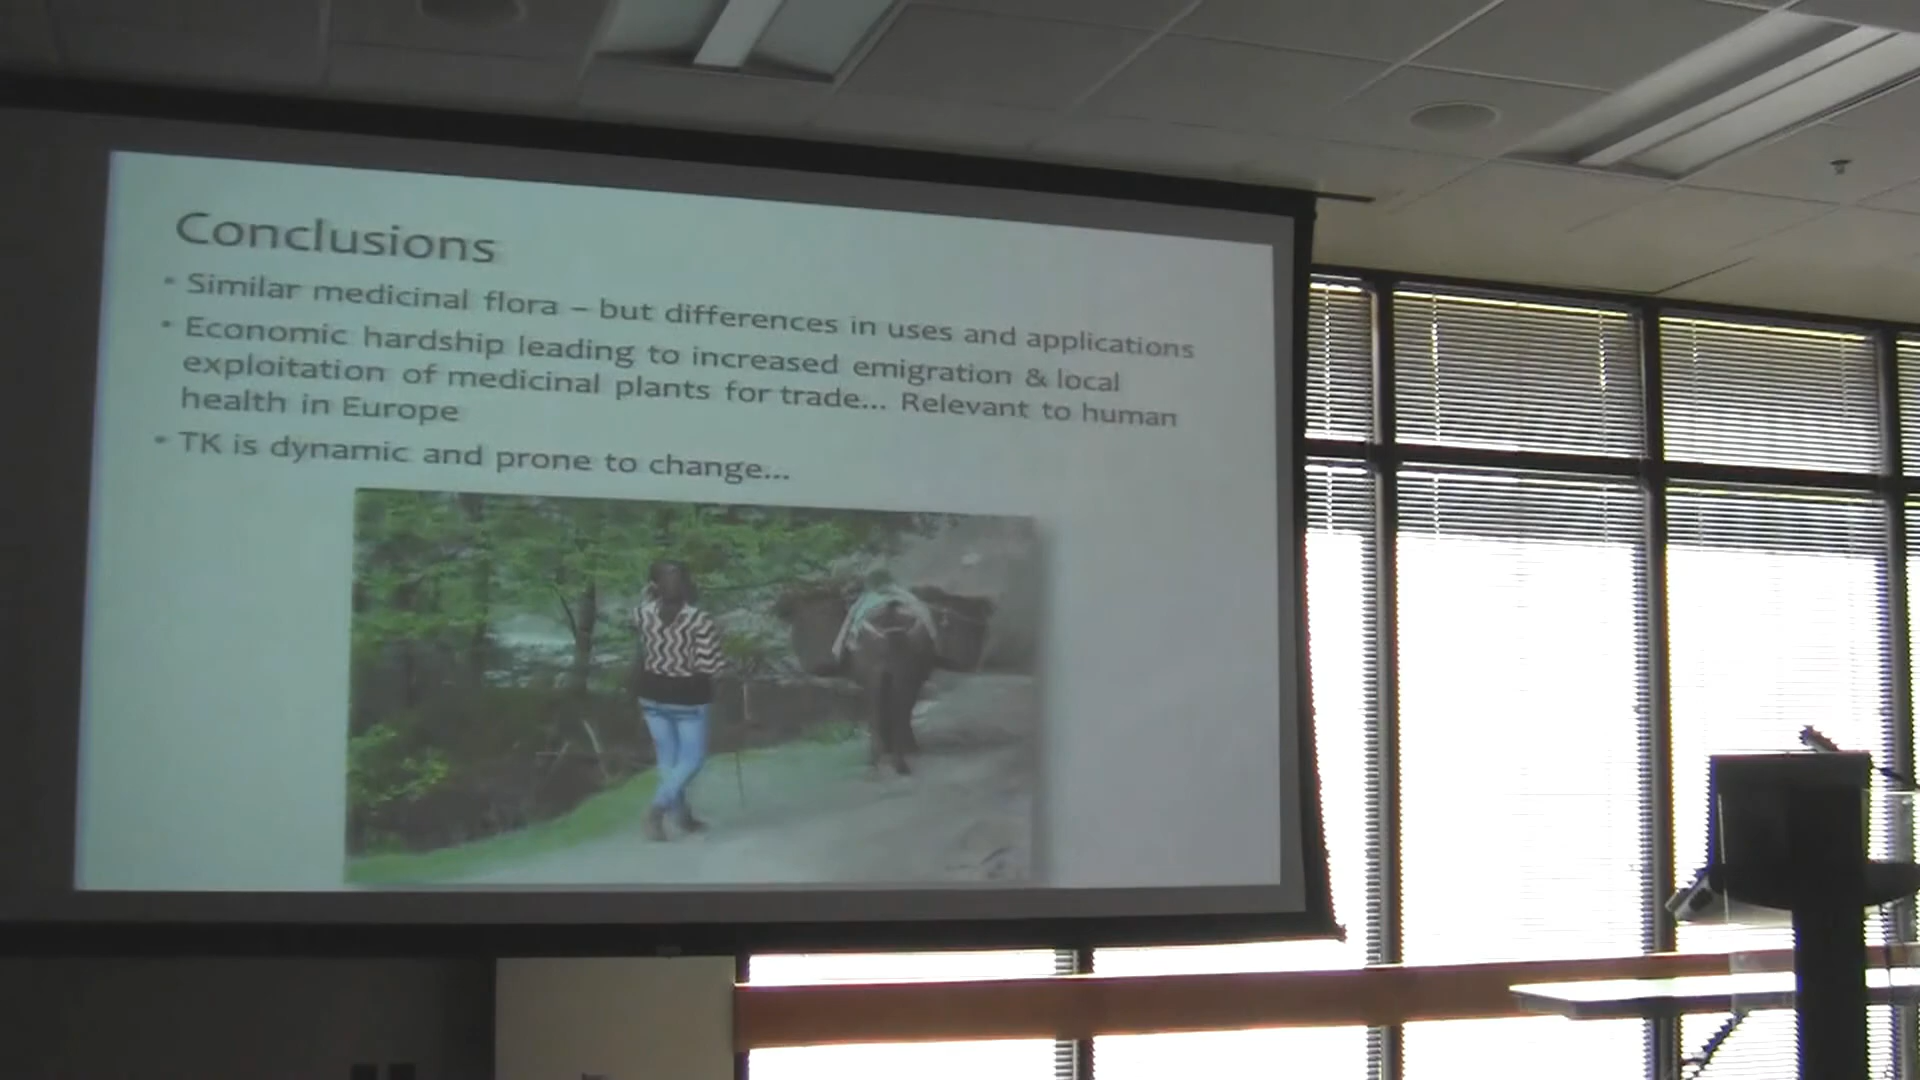 Conclusions
• Similar medicinal flora – but differences in uses and applications
• Economic hardship leading to increased emigration & local
exploitation of medicinal plants for trade... Relevant to human
health in Europe
• TK is dynamic and prone to change...